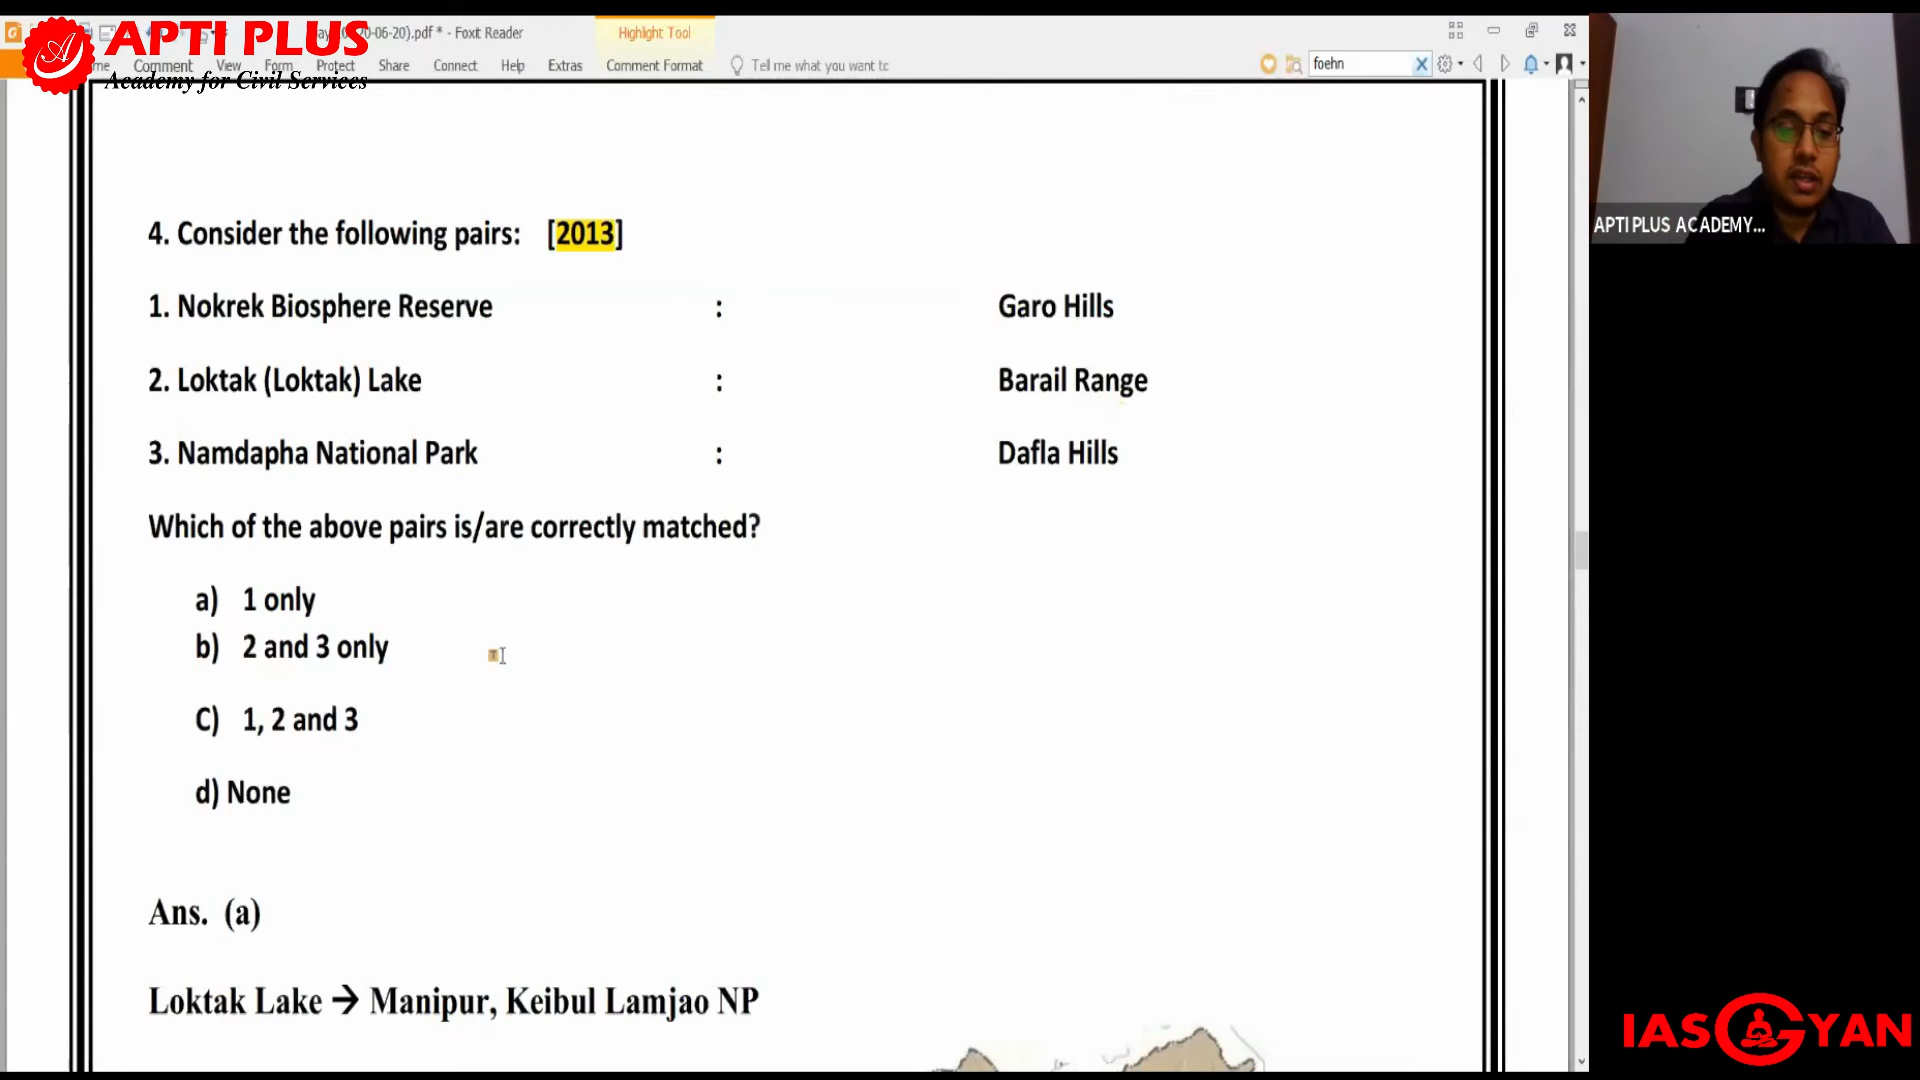 APTI PLUS
Academy for Civil Services
20-06-20).pdf * - Foxit Reader
Highlight Tool
Comment View Form Protect Share Connect Help Extras Comment Format Tell me what you want to
foehn
APTI PLUS ACADEMY...
4. Consider the following pairs: [2013]
1. Nokrek Biosphere Reserve : Garo Hills
2. Loktak (Loktak) Lake : Barail Range
3. Namdapha National Park : Dafla Hills
Which of the above pairs is/are correctly matched?
a) 1 only
b) 2 and 3 only
C) 1, 2 and 3
d) None
Ans. (a)
Loktak Lake → Manipur, Keibul Lamjao NP
IAS GYAN